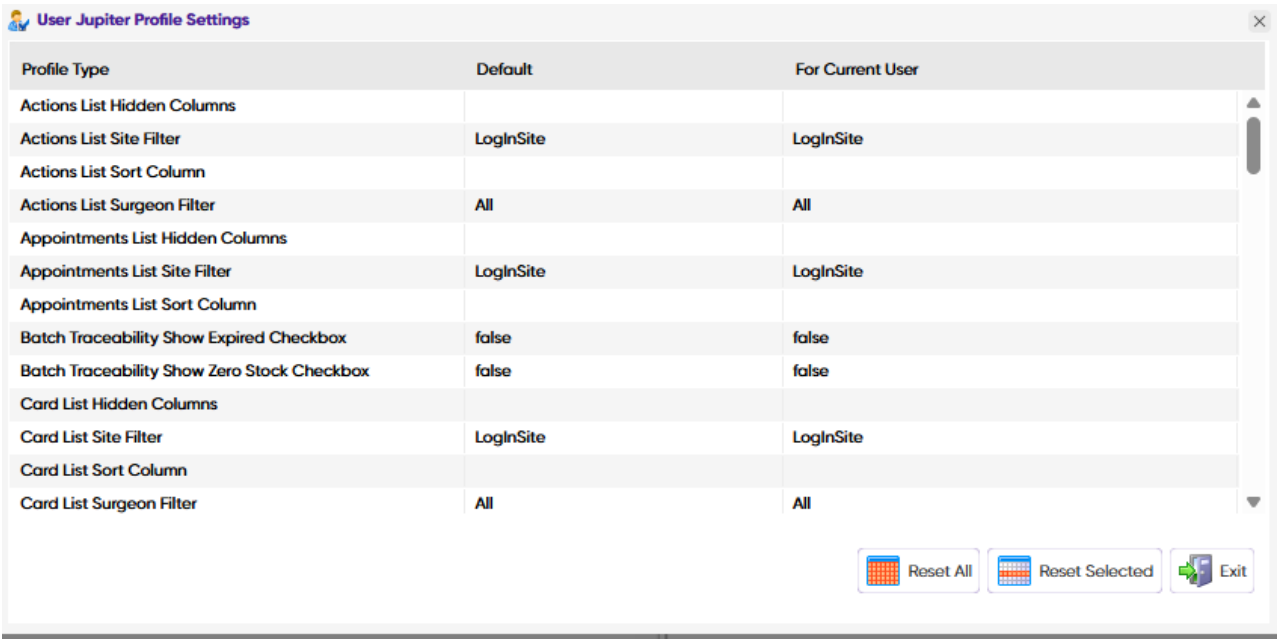 User Jupiter Profile Settings
Profile Type Default For Current User
Actions List Hidden Columns
Actions List Site Filter LogInSite LogInSite
Actions List Sort Column
Actions List Surgeon Filter All All
Appointments List Hidden Columns
Appointments List Site Filter LogInSite LogInSite
Appointments List Sort Column
Batch Traceability Show Expired Checkbox false false
Batch Traceability Show Zero Stock Checkbox false false
Card List Hidden Columns
Card List Site Filter LogInSite LogInSite
Card List Sort Column
Card List Surgeon Filter All All
Reset All Reset Selected Exit